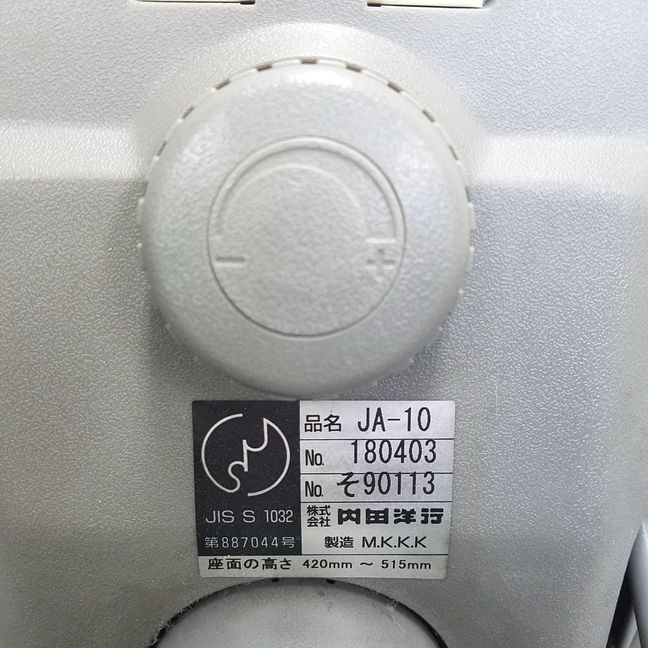 − +
品名 JA-10
No. 180403
No. そ90113
JIS S 1032
株式会社 内田洋行
第887044号
製造 M.K.K.K
座面の高さ 420mm ～ 515mm